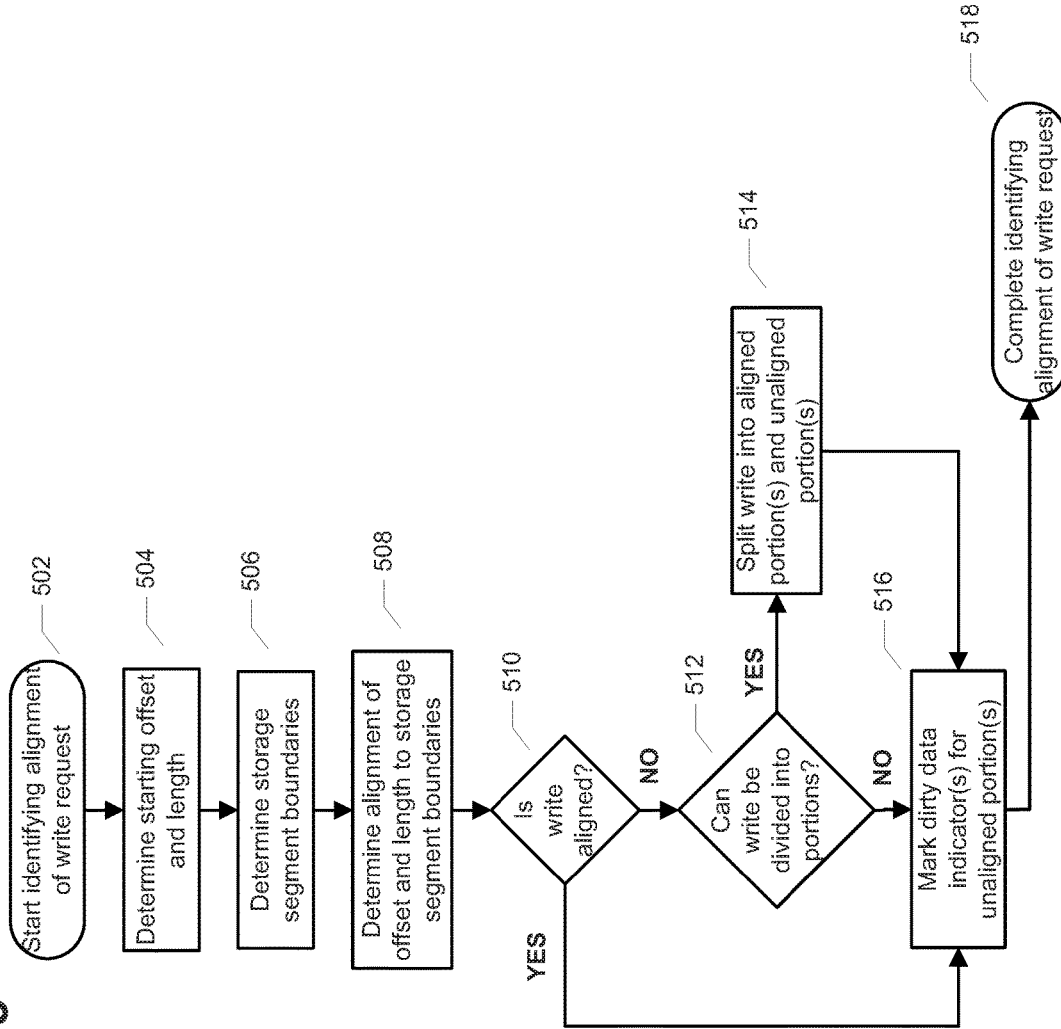 Start identifying alignment
of write request
502
Determine starting offset
and length
504
Determine storage
segment boundaries
506
Determine alignment of
offset and length to storage
segment boundaries
508
Is
write
aligned?
510
YES
NO
Can
write be
divided into
portions?
512
YES
NO
Split write into aligned
portion(s) and unaligned
portion(s)
514
Mark dirty data
indicator(s) for
unaligned portion(s)
516
Complete identifying
alignment of write request
518